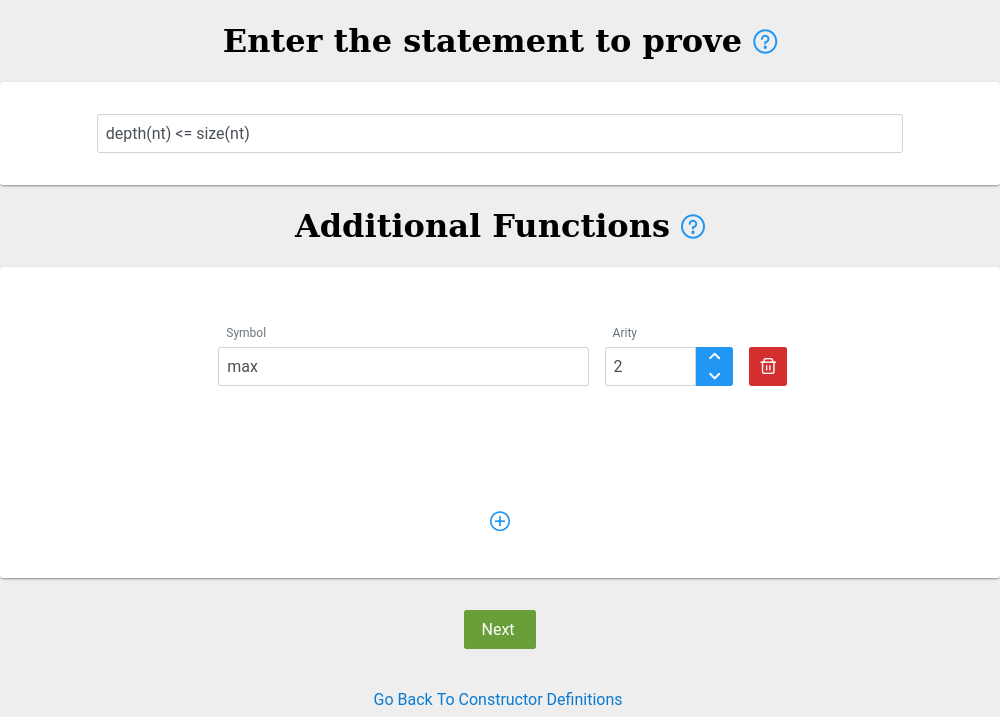 Enter the statement to prove
depth(nt) <= size(nt)
Additional Functions
Symbol
Arity
max
2
Next
Go Back To Constructor Definitions